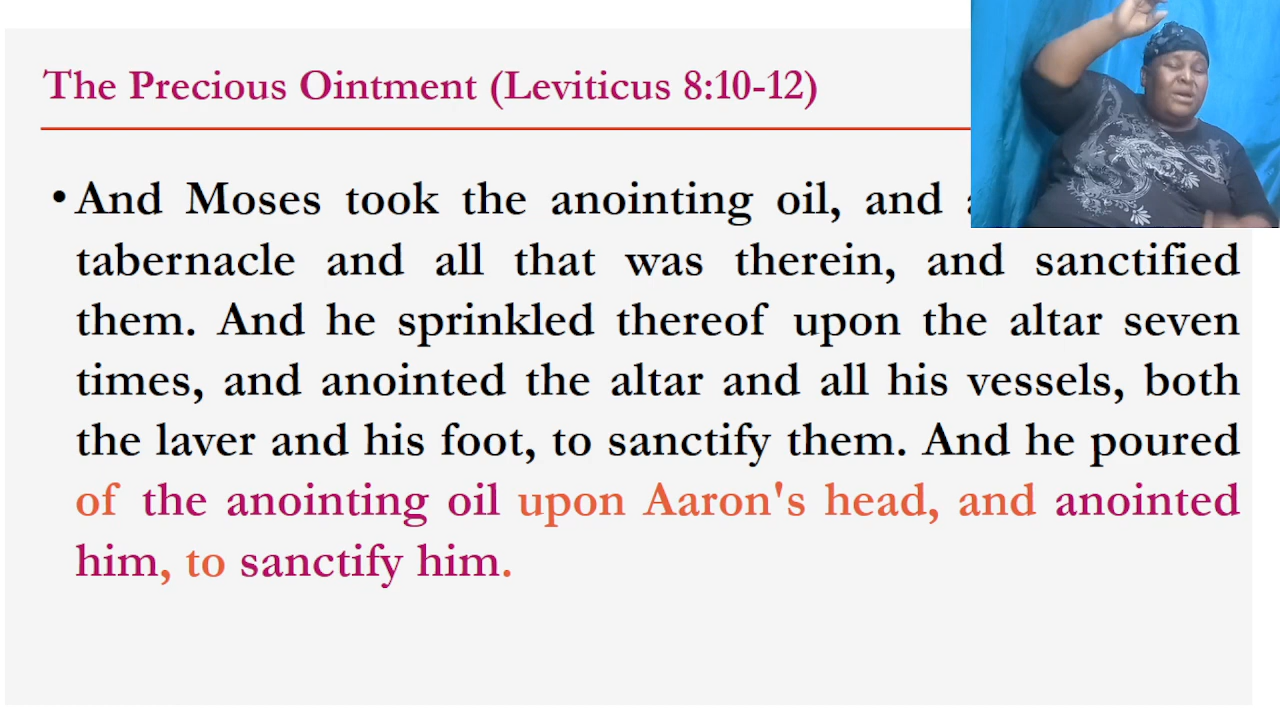 The Precious Ointment (Leviticus 8:10-12)
• And Moses took the anointing oil, and
tabernacle and all that was therein, and sanctified
them. And he sprinkled thereof upon the altar seven
times, and anointed the altar and all his vessels, both
the laver and his foot, to sanctify them. And he poured
of the anointing oil upon Aaron's head, and anointed
him, to sanctify him.